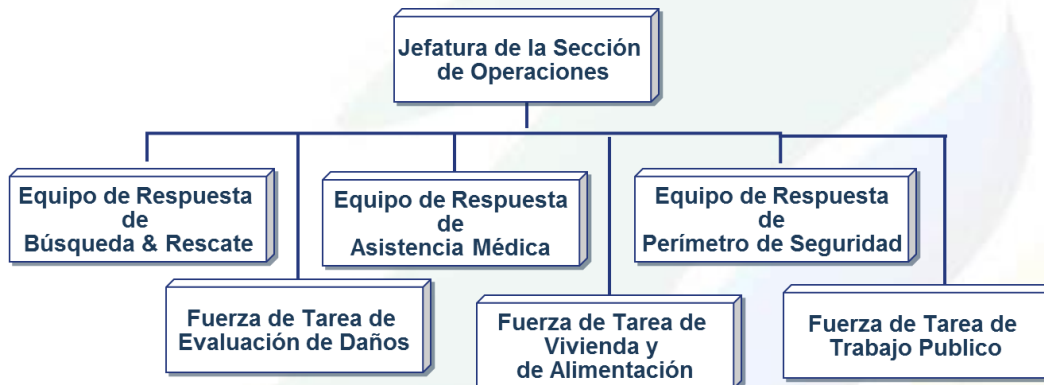 Jefatura de la Sección
de Operaciones
Equipo de Respuesta
de
Búsqueda & Rescate
Equipo de Respuesta
de
Asistencia Médica
Equipo de Respuesta
de
Perímetro de Seguridad
Fuerza de Tarea de
Evaluación de Daños
Fuerza de Tarea de
Vivienda y
de Alimentación
Fuerza de Tarea de
Trabajo Publico